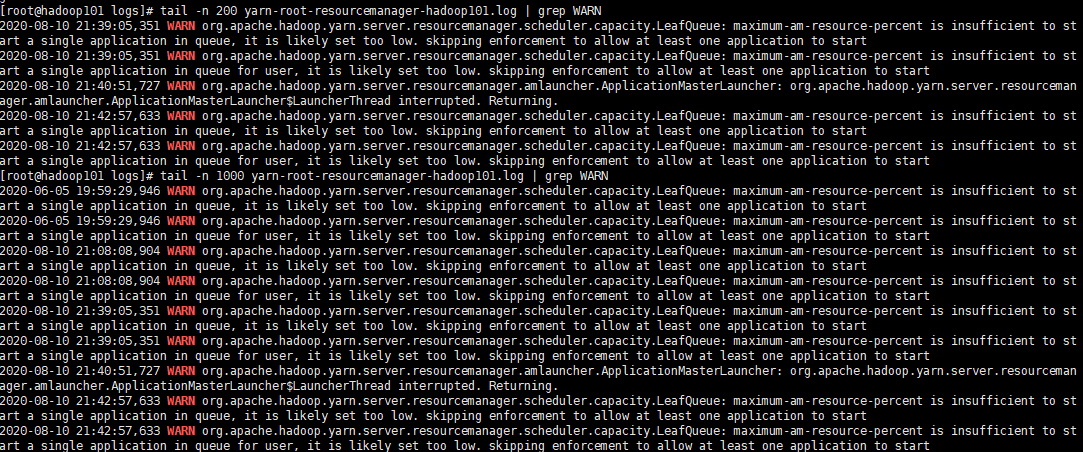 [root@hadoop101 logs]# tail -n 200 yarn-root-resourcemanager-hadoop101.log | grep WARN
2020-08-10 21:39:05,351 WARN org.apache.hadoop.yarn.server.resourcemanager.scheduler.capacity.LeafQueue: maximum-am-resource-percent is insufficient to st
art a single application in queue, it is likely set too low. skipping enforcement to allow at least one application to start
2020-08-10 21:39:05,351 WARN org.apache.hadoop.yarn.server.resourcemanager.scheduler.capacity.LeafQueue: maximum-am-resource-percent is insufficient to st
art a single application in queue for user, it is likely set too low. skipping enforcement to allow at least one application to start
2020-08-10 21:40:51,727 WARN org.apache.hadoop.yarn.server.resourcemanager.amlauncher.ApplicationMasterLauncher: org.apache.hadoop.yarn.server.resourceman
ager.amlauncher.ApplicationMasterLauncher$LauncherThread interrupted. Returning.
2020-08-10 21:42:57,633 WARN org.apache.hadoop.yarn.server.resourcemanager.scheduler.capacity.LeafQueue: maximum-am-resource-percent is insufficient to st
art a single application in queue, it is likely set too low. skipping enforcement to allow at least one application to start
2020-08-10 21:42:57,633 WARN org.apache.hadoop.yarn.server.resourcemanager.scheduler.capacity.LeafQueue: maximum-am-resource-percent is insufficient to st
art a single application in queue for user, it is likely set too low. skipping enforcement to allow at least one application to start
[root@hadoop101 logs]# tail -n 1000 yarn-root-resourcemanager-hadoop101.log | grep WARN
2020-06-05 19:59:29,946 WARN org.apache.hadoop.yarn.server.resourcemanager.scheduler.capacity.LeafQueue: maximum-am-resource-percent is insufficient to st
art a single application in queue, it is likely set too low. skipping enforcement to allow at least one application to start
2020-06-05 19:59:29,946 WARN org.apache.hadoop.yarn.server.resourcemanager.scheduler.capacity.LeafQueue: maximum-am-resource-percent is insufficient to st
art a single application in queue for user, it is likely set too low. skipping enforcement to allow at least one application to start
2020-08-10 21:08:08,904 WARN org.apache.hadoop.yarn.server.resourcemanager.scheduler.capacity.LeafQueue: maximum-am-resource-percent is insufficient to st
art a single application in queue, it is likely set too low. skipping enforcement to allow at least one application to start
2020-08-10 21:08:08,904 WARN org.apache.hadoop.yarn.server.resourcemanager.scheduler.capacity.LeafQueue: maximum-am-resource-percent is insufficient to st
art a single application in queue for user, it is likely set too low. skipping enforcement to allow at least one application to start
2020-08-10 21:39:05,351 WARN org.apache.hadoop.yarn.server.resourcemanager.scheduler.capacity.LeafQueue: maximum-am-resource-percent is insufficient to st
art a single application in queue, it is likely set too low. skipping enforcement to allow at least one application to start
2020-08-10 21:39:05,351 WARN org.apache.hadoop.yarn.server.resourcemanager.scheduler.capacity.LeafQueue: maximum-am-resource-percent is insufficient to st
art a single application in queue for user, it is likely set too low. skipping enforcement to allow at least one application to start
2020-08-10 21:40:51,727 WARN org.apache.hadoop.yarn.server.resourcemanager.amlauncher.ApplicationMasterLauncher: org.apache.hadoop.yarn.server.resourceman
ager.amlauncher.ApplicationMasterLauncher$LauncherThread interrupted. Returning.
2020-08-10 21:42:57,633 WARN org.apache.hadoop.yarn.server.resourcemanager.scheduler.capacity.LeafQueue: maximum-am-resource-percent is insufficient to st
art a single application in queue, it is likely set too low. skipping enforcement to allow at least one application to start
2020-08-10 21:42:57,633 WARN org.apache.hadoop.yarn.server.resourcemanager.scheduler.capacity.LeafQueue: maximum-am-resource-percent is insufficient to st
art a single application in queue for user, it is likely set too low. skipping enforcement to allow at least one application to start